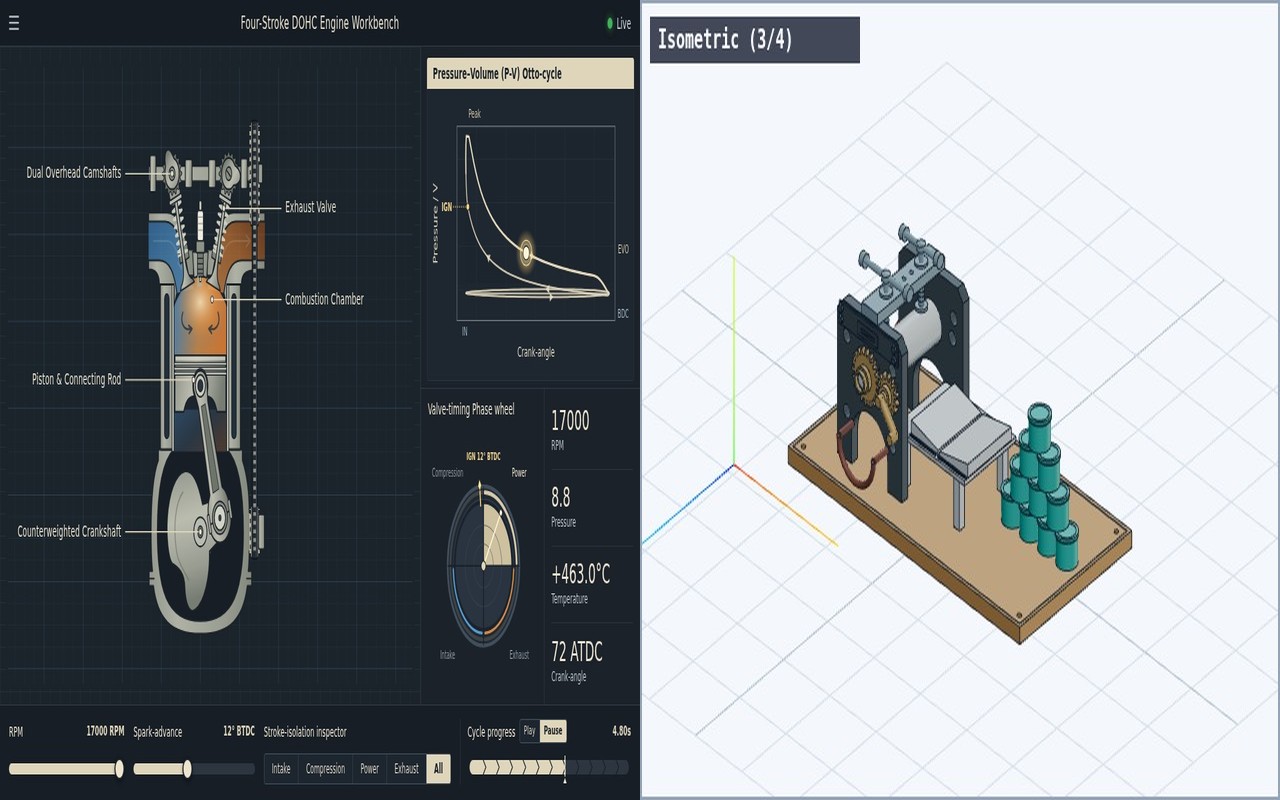 Four-Stroke DOHC Engine Workbench
Live
Dual Overhead Camshafts
Exhaust Valve
Combustion Chamber
Piston & Connecting Rod
Counterweighted Crankshaft
Pressure-Volume (P-V) Otto-cycle
Peak
Pressure / V
IGN
EVO
BDC
IN
Crank-angle
Valve-timing Phase wheel
IGN 12° BTDC
Compression
Power
Intake
Exhaust
17000
RPM
8.8
Pressure
+463.0°C
Temperature
72 ATDC
Crank-angle
RPM
17000 RPM
Spark-advance
12° BTDC
Stroke-isolation inspector
Intake
Compression
Power
Exhaust
All
Cycle progress
Play
Pause
4.80s
Isometric (3/4)